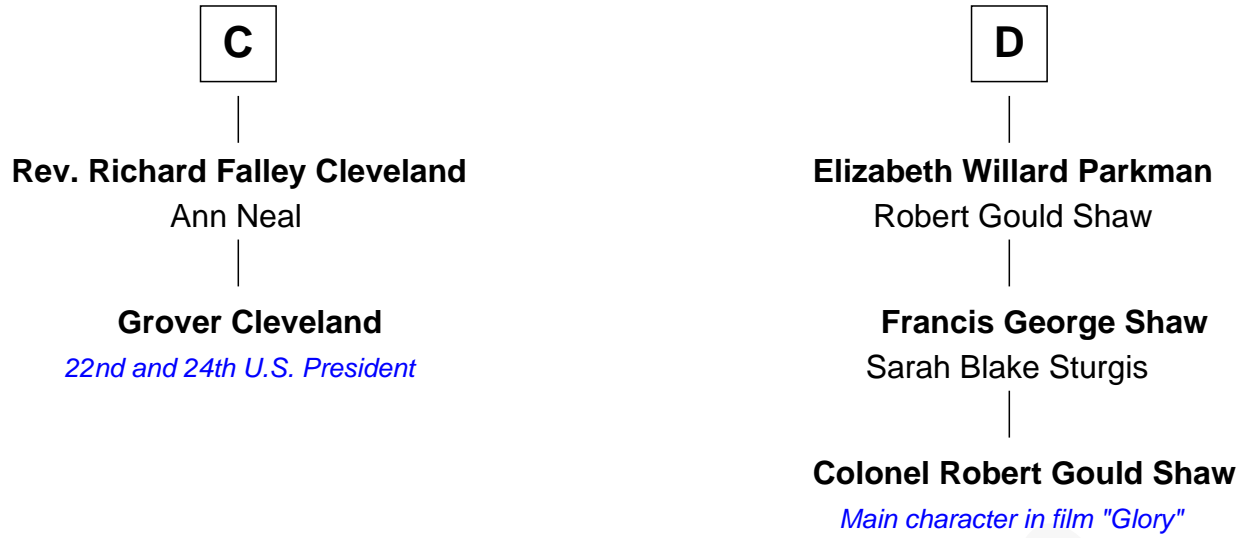 C
Rev. Richard Falley Cleveland
Ann Neal
Grover Cleveland
22nd and 24th U.S. President
D
Elizabeth Willard Parkman
Robert Gould Shaw
Francis George Shaw
Sarah Blake Sturgis
Colonel Robert Gould Shaw
Main character in film "Glory"